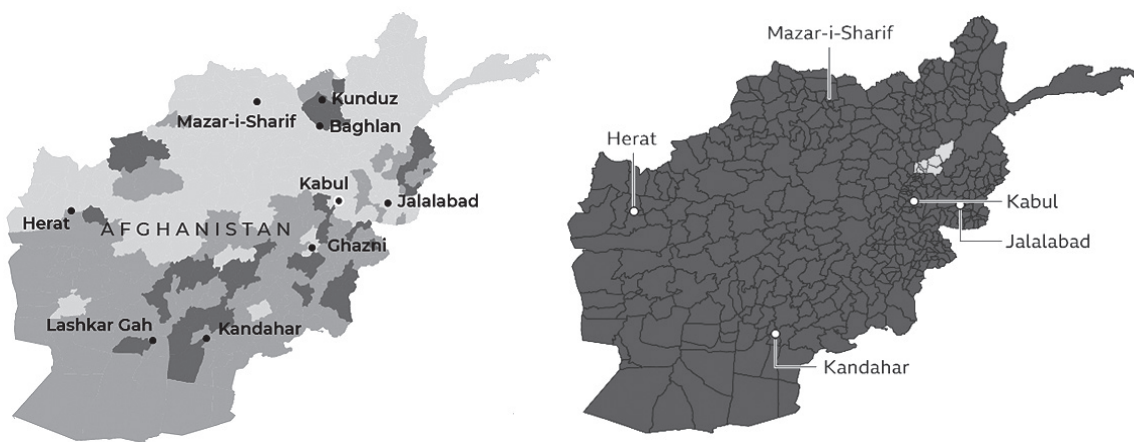 Kunduz
Mazar-i-Sharif
Baghlan
Kabul
Jalalabad
Herat
AFGHANISTAN
Ghazni
Lashkar Gah
Kandahar
Mazar-i-Sharif
Herat
Kabul
Jalalabad
Kandahar